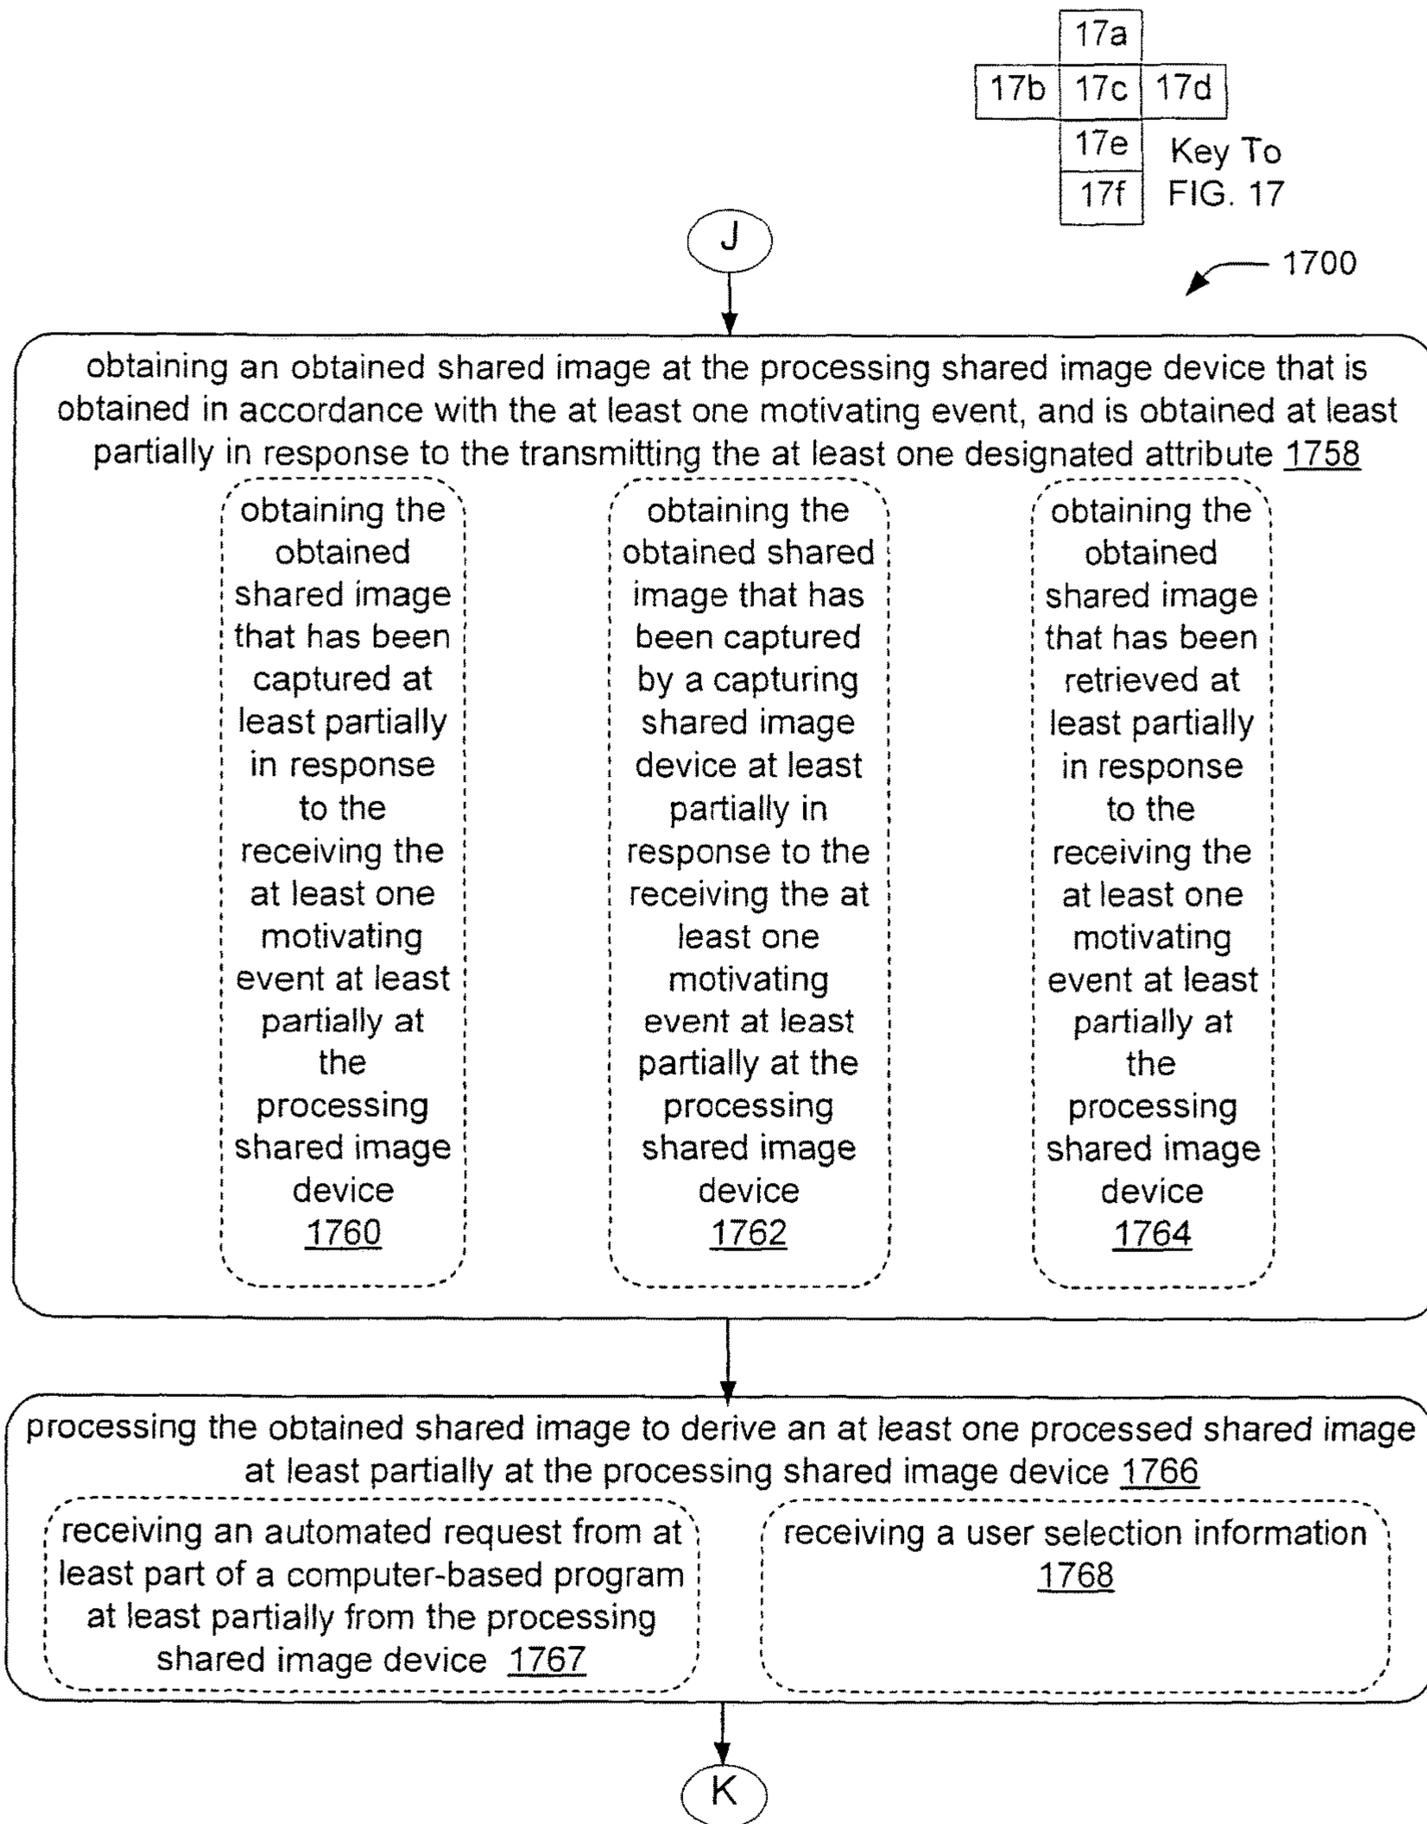 17a
17b 17c 17d
17e
17f
Key To
FIG. 17
J
1700
obtaining an obtained shared image at the processing shared image device that is
obtained in accordance with the at least one motivating event, and is obtained at least
partially in response to the transmitting the at least one designated attribute 1758
obtaining the
obtained
shared image
that has been
captured at
least partially
in response
to the
receiving the
at least one
motivating
event at least
partially at
the
processing
shared image
device
1760
obtaining the
obtained shared
image that has
been captured
by a capturing
shared image
device at least
partially in
response to the
receiving the at
least one
motivating
event at least
partially at the
processing
shared image
device
1762
obtaining the
obtained
shared image
that has been
retrieved at
least partially
in response
to the
receiving the
at least one
motivating
event at least
partially at
the
processing
shared image
device
1764
processing the obtained shared image to derive an at least one processed shared image
at least partially at the processing shared image device 1766
receiving an automated request from at
least part of a computer-based program
at least partially from the processing
shared image device 1767
receiving a user selection information
1768
K